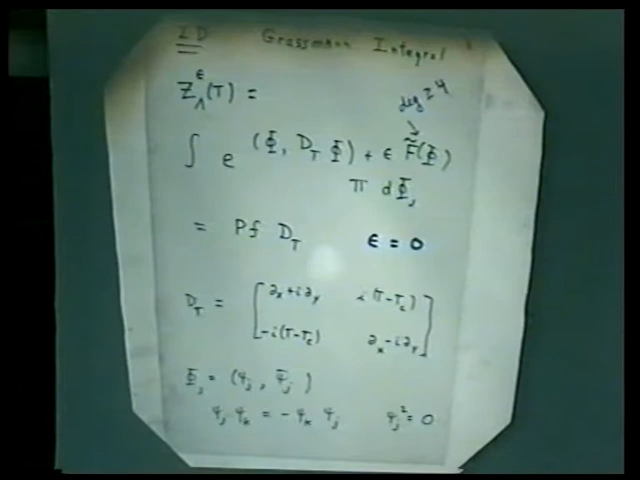 2D Grassmann Integral
Z_Λ^ε(T) =
deg ≥ 4
∫ e^{(Φ, D_T Φ) + ε F̃(Φ)}
Π dΦ_j
= Pf D_T ε = 0
D_T = [ ∂_x + i∂_y i(T-T_c)
-i(T-T_c) ∂_x - i∂_y ]
Φ_j = (ψ_j, ψ̄_j)
ψ_j ψ_k = -ψ_k ψ_j ψ_j² = 0